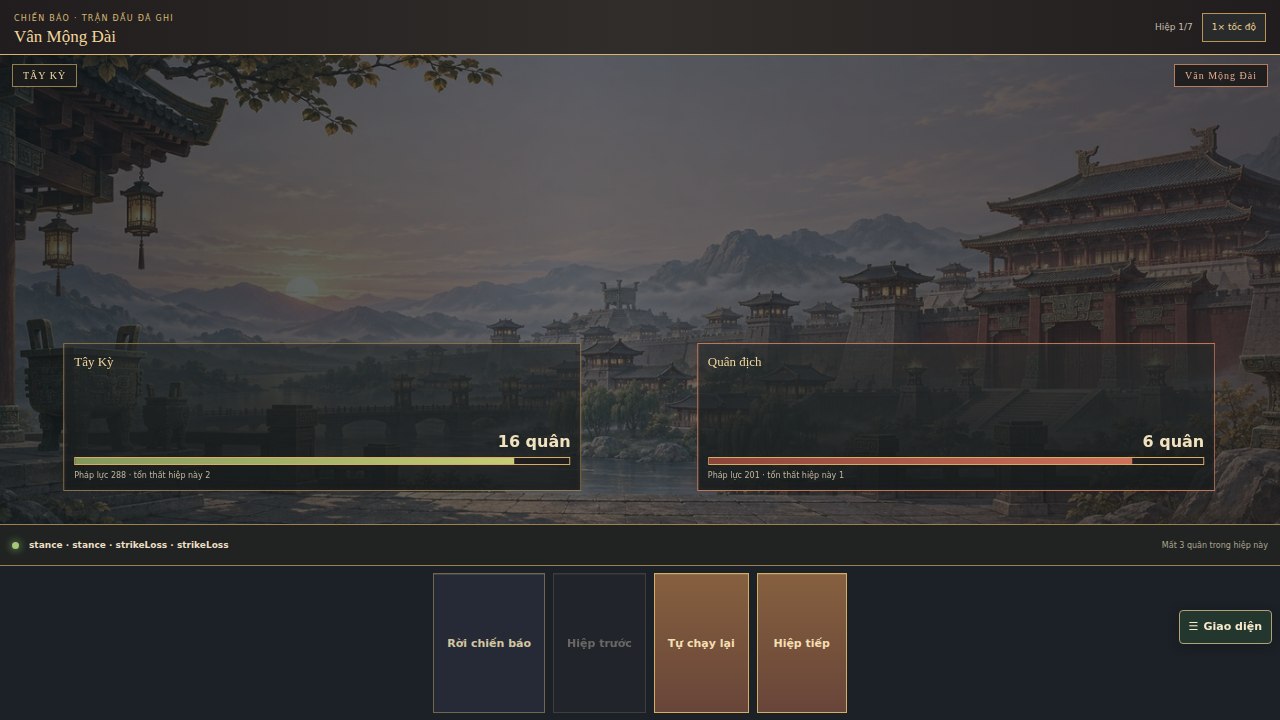 CHIẾN BÁO · TRẬN ĐẤU ĐÃ GHI
Vân Mộng Đài
Hiệp 1/7
1× tốc độ
TÂY KỲ
Vân Mộng Đài
Tây Kỳ
16 quân
Pháp lực 288 · tổn thất hiệp này 2
Quân địch
6 quân
Pháp lực 201 · tổn thất hiệp này 1
stance · stance · strikeLoss · strikeLoss
Mất 3 quân trong hiệp này
Rời chiến báo
Hiệp trước
Tự chạy lại
Hiệp tiếp
☰ Giao diện